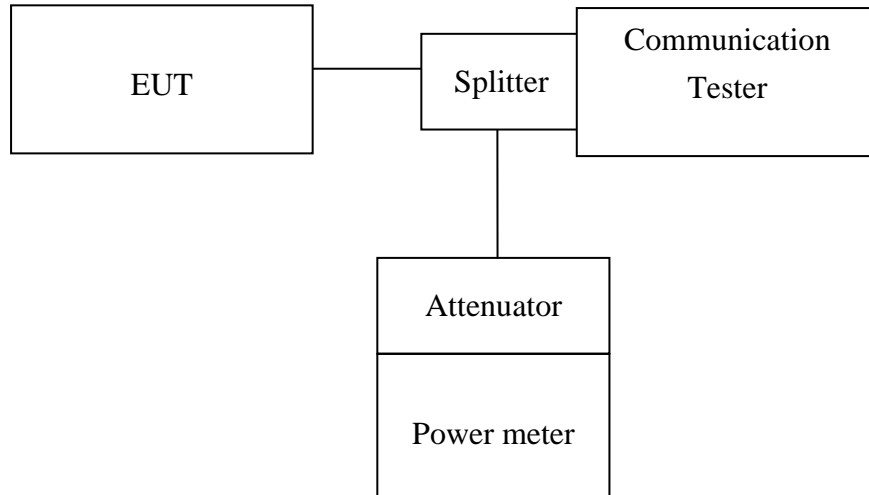 EUT
Splitter
Communication
Tester
Attenuator
Power meter